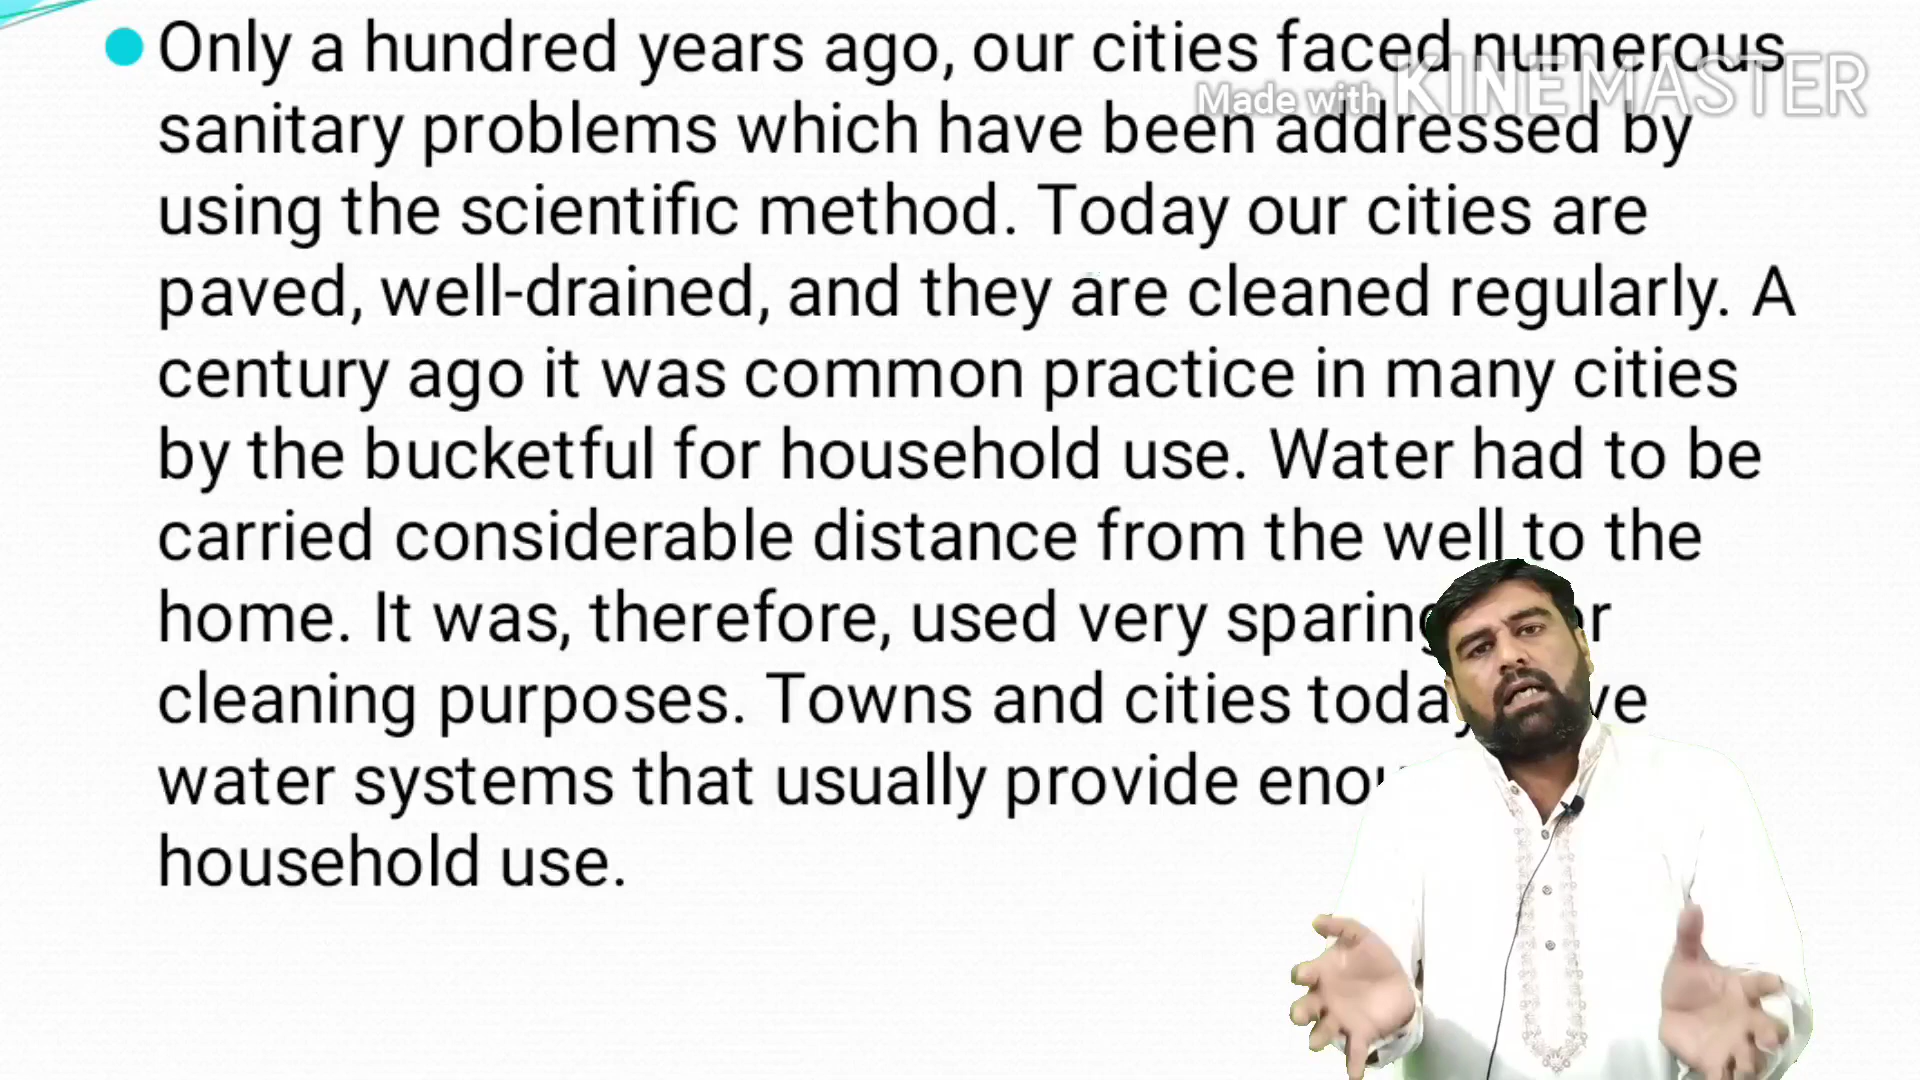 Only a hundred years ago, our cities faced numerous
Made with KINEMASTER
sanitary problems which have been addressed by
using the scientific method. Today our cities are
paved, well-drained, and they are cleaned regularly. A
century ago it was common practice in many cities
by the bucketful for household use. Water had to be
carried considerable distance from the well to the
home. It was, therefore, used very
cleaning purposes. Towns and cities
water systems that usually provide
household use.